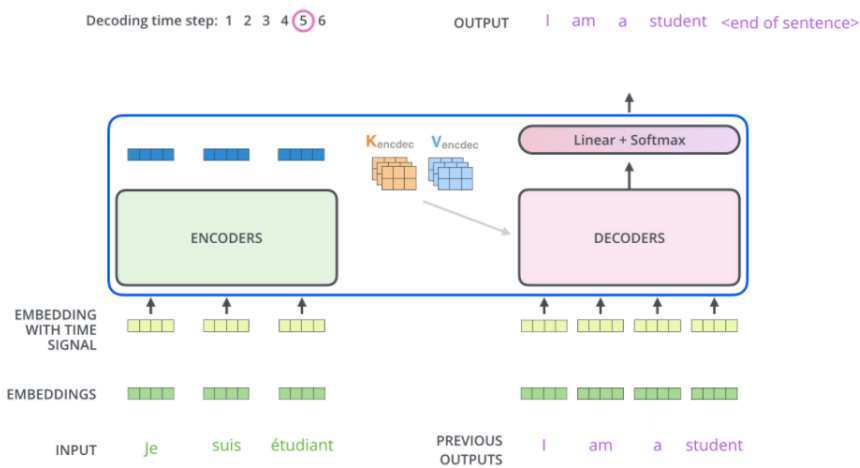 Decoding time step: 1 2 3 4 5 6
OUTPUT I am a student <end of sentence>
Kencdec Vencdec
Linear + Softmax
ENCODERS
DECODERS
EMBEDDING
WITH TIME
SIGNAL
EMBEDDINGS
INPUT Je suis étudiant
PREVIOUS
OUTPUTS
I am a student